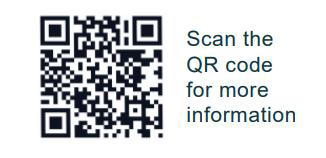 Scan the
QR code
for more
information